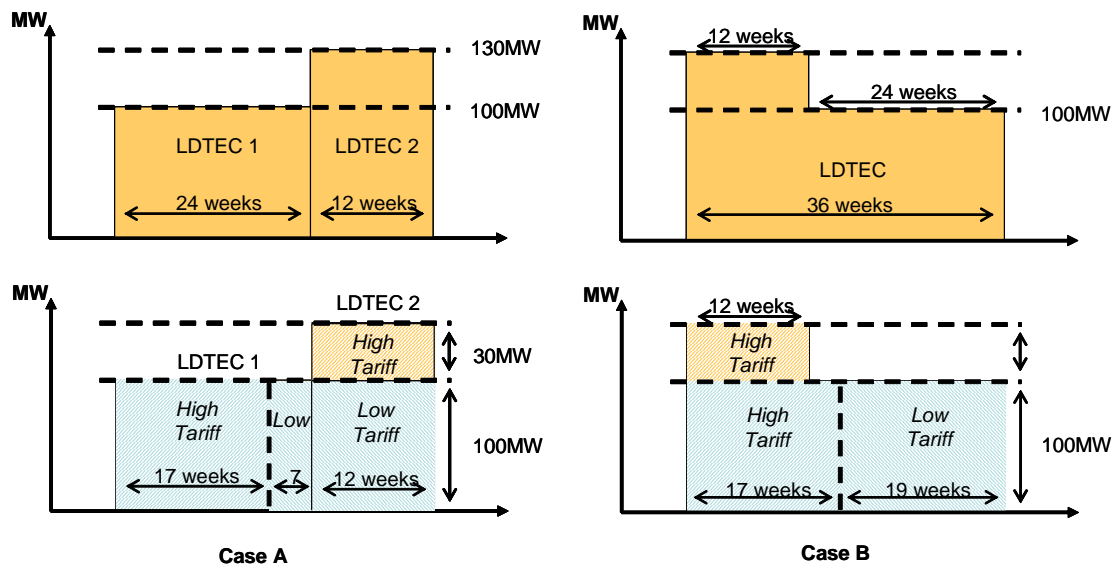 MW
130MW
100MW
LDTEC 1
LDTEC 2
24 weeks
12 weeks
12 weeks
24 weeks
100MW
LDTEC
36 weeks
MW
LDTEC 2
LDTEC 1
High
Tariff
30MW
High
Tariff
Low
Low
Tariff
100MW
17 weeks
7
12 weeks
Case A
MW
12 weeks
High
Tariff
High
Tariff
Low
Tariff
100MW
17 weeks
19 weeks
Case B